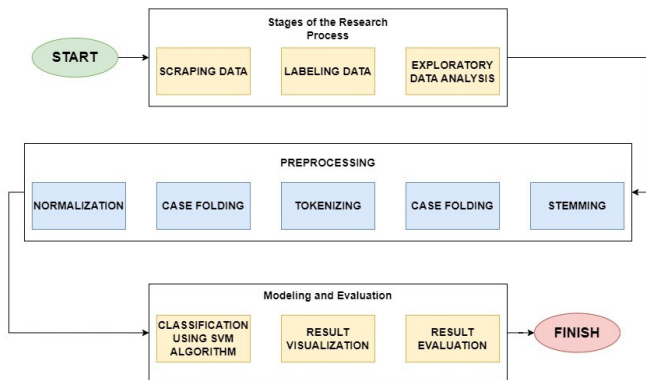 Stages of the Research
Process
START
SCRAPING DATA
LABELING DATA
EXPLORATORY
DATA ANALYSIS
PREPROCESSING
NORMALIZATION
CASE FOLDING
TOKENIZING
CASE FOLDING
STEMMING
Modeling and Evaluation
CLASSIFICATION
USING SVM
ALGORITHM
RESULT
VISUALIZATION
RESULT
EVALUATION
FINISH